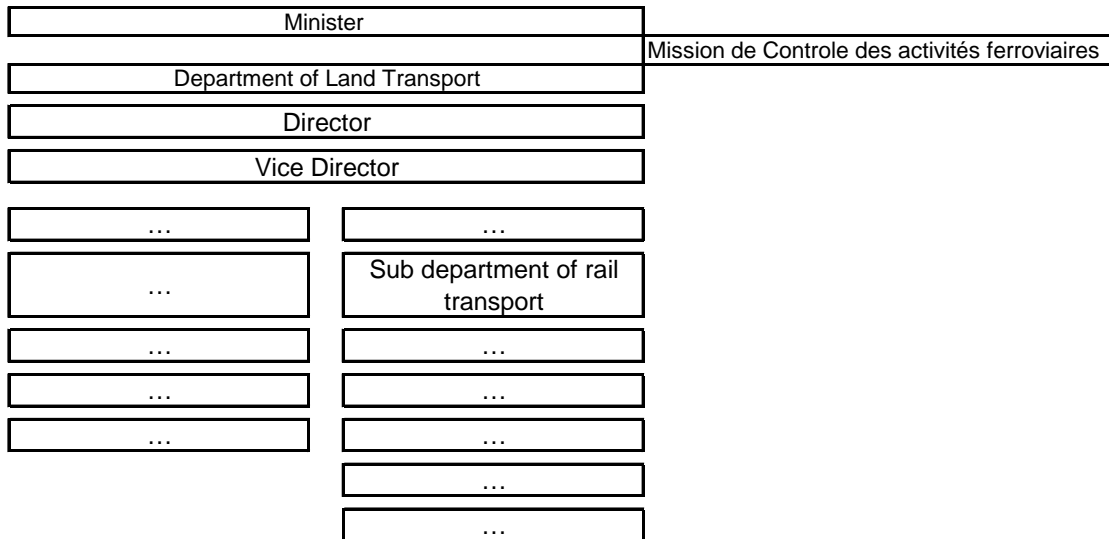 Minister
Mission de Controle des activités ferroviaires
Department of Land Transport
Director
Vice Director
… …
… Sub department of rail
transport
… …
… …
… …
…
…